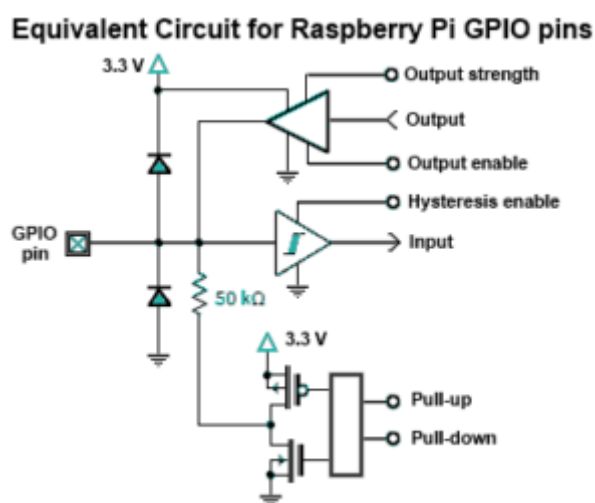 Equivalent Circuit for Raspberry Pi GPIO pins
3.3 V
Output strength
Output
Output enable
Hysteresis enable
GPIO
pin
Input
50 kΩ
3.3 V
Pull-up
Pull-down